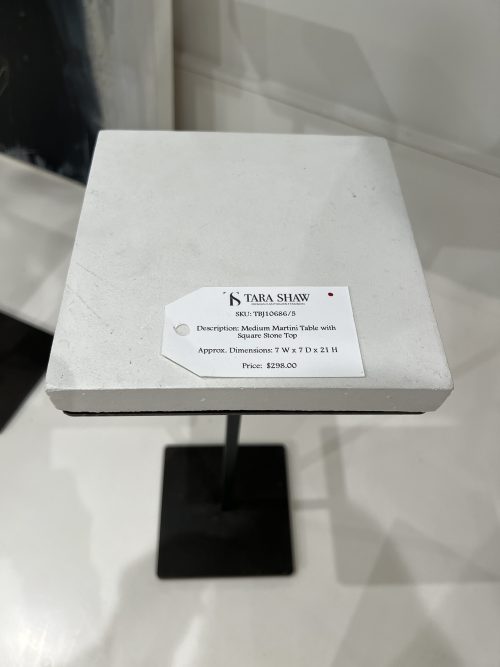 TS TARA SHAW
SKU: TBJ10686/5
Description: Medium Martini Table with
Square Stone Top
Approx. Dimensions: 7 W x 7 D x 21 H
Price: $298.00